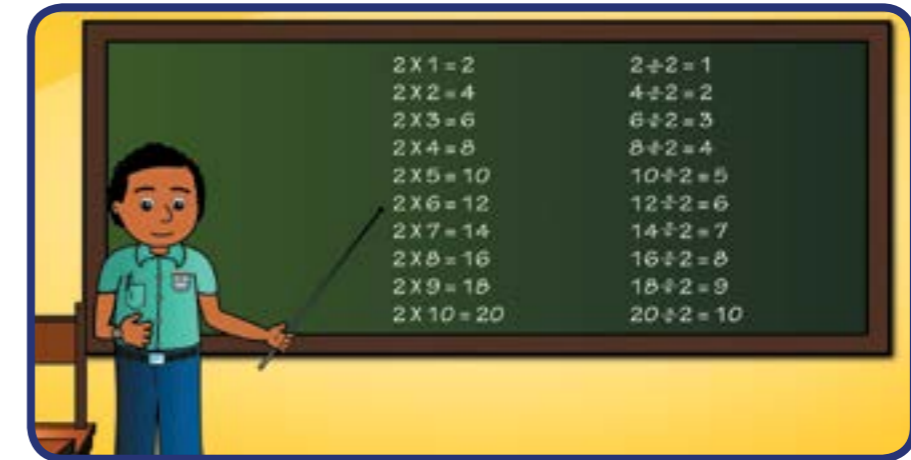 2 X 1 = 2 2 ÷ 2 = 1
2 X 2 = 4 4 ÷ 2 = 2
2 X 3 = 6 6 ÷ 2 = 3
2 X 4 = 8 8 ÷ 2 = 4
2 X 5 = 10 10 ÷ 2 = 5
2 X 6 = 12 12 ÷ 2 = 6
2 X 7 = 14 14 ÷ 2 = 7
2 X 8 = 16 16 ÷ 2 = 8
2 X 9 = 18 18 ÷ 2 = 9
2 X 10 = 20 20 ÷ 2 = 10